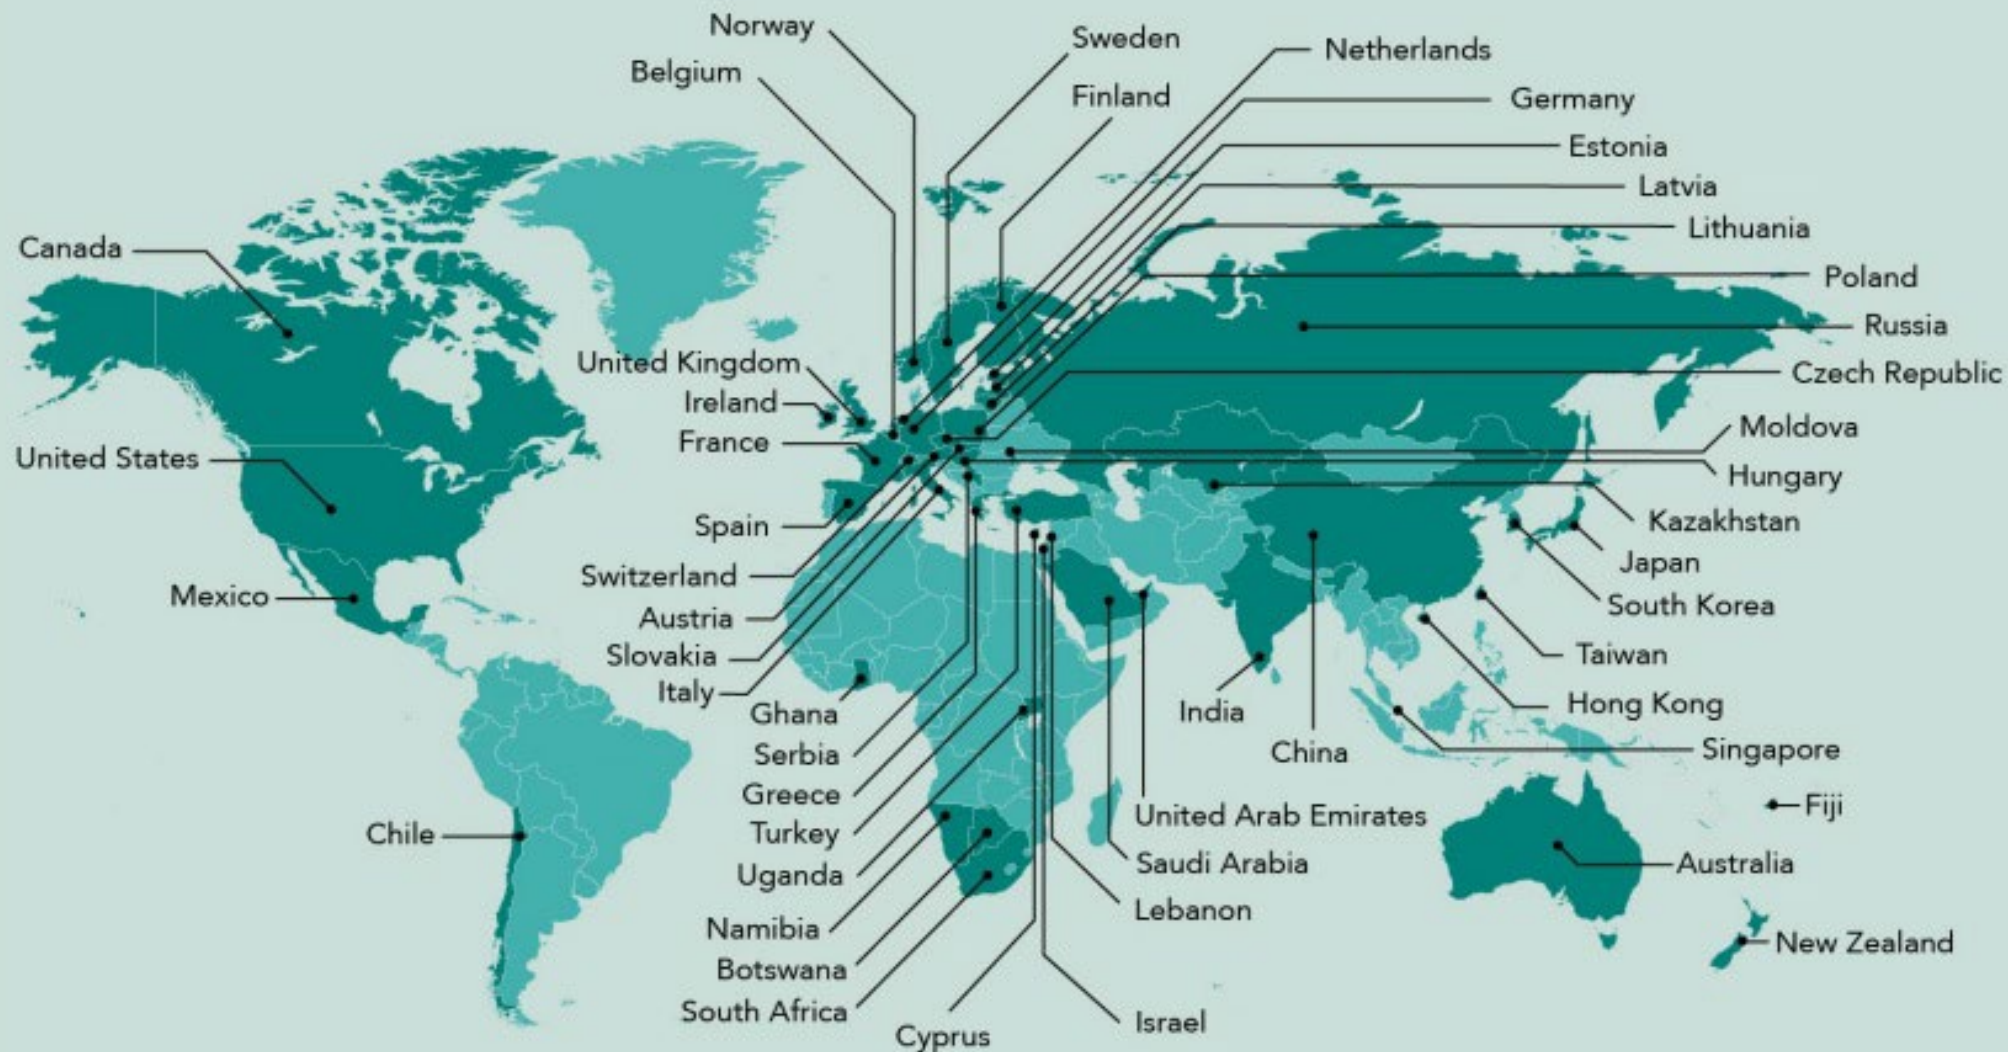 Norway
Sweden
Netherlands
Belgium
Finland
Germany
Estonia
Latvia
Lithuania
Canada
Poland
Russia
United Kingdom
Czech Republic
Ireland
Moldova
France
United States
Hungary
Spain
Kazakhstan
Japan
Switzerland
Mexico
South Korea
Austria
Slovakia
Taiwan
Italy
Ghana
India
Hong Kong
Serbia
China
Singapore
Greece
Fiji
United Arab Emirates
Turkey
Chile
Saudi Arabia
Australia
Uganda
Lebanon
Namibia
New Zealand
Botswana
South Africa
Israel
Cyprus